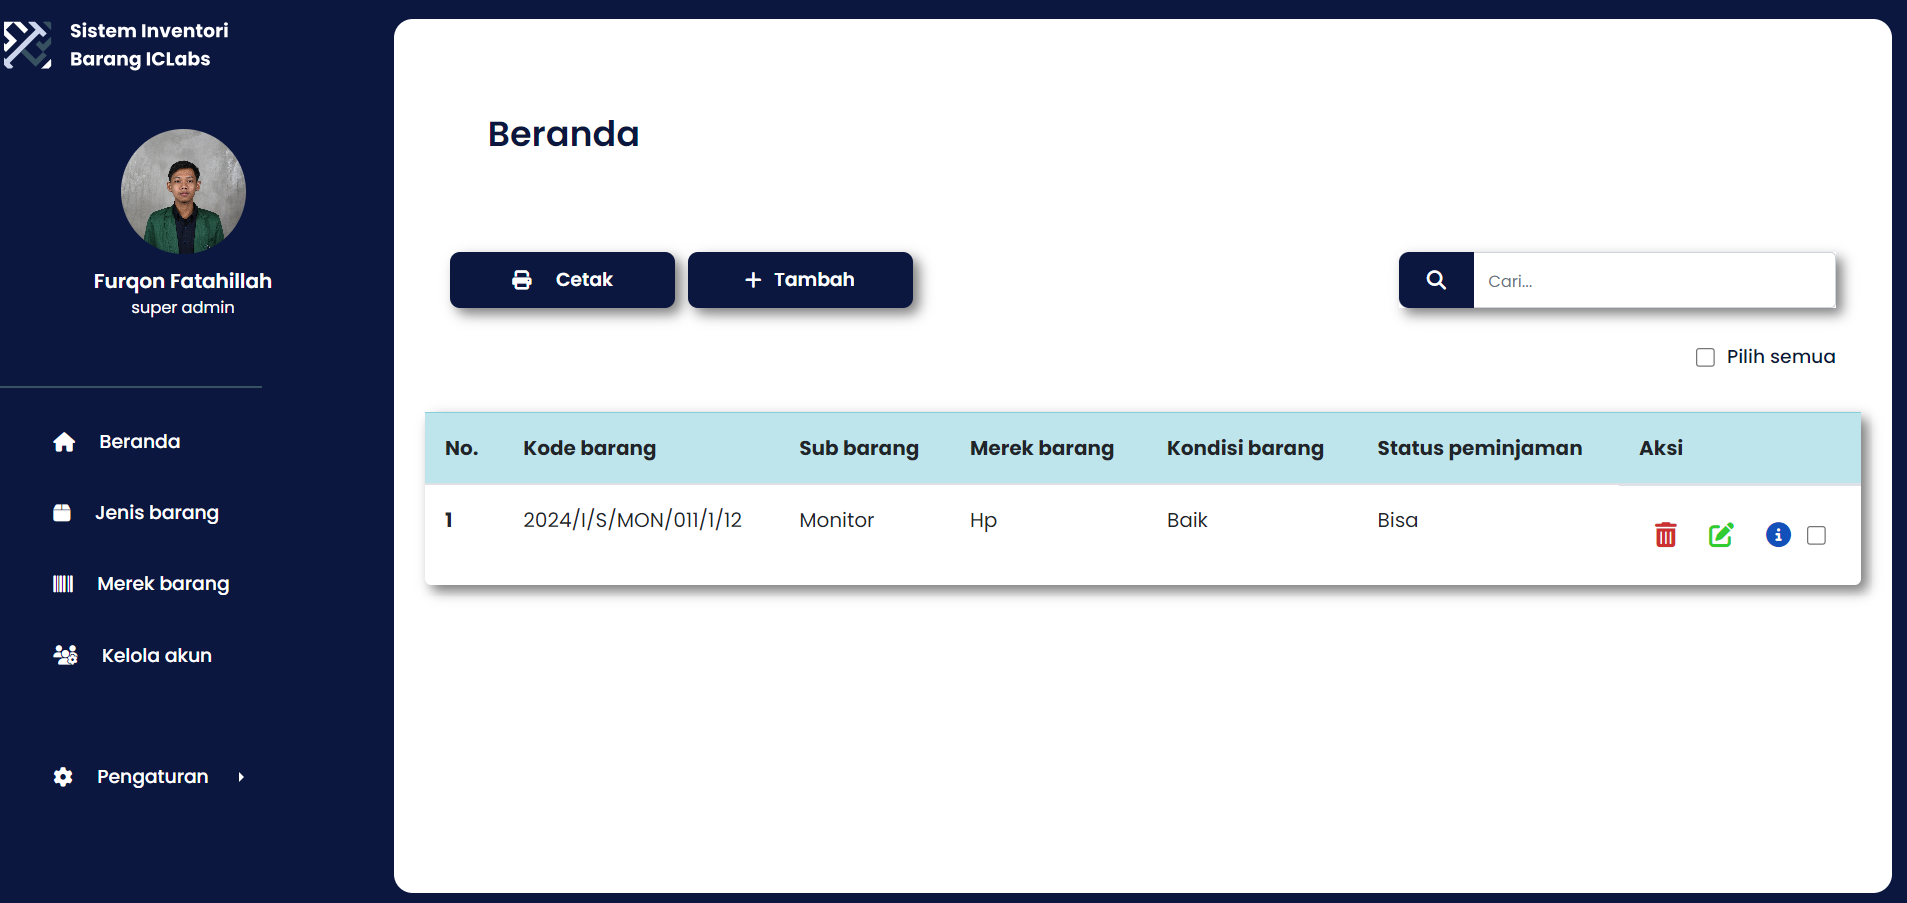 Sistem Inventori
Barang ICLabs
Furqon Fatahillah
super admin
Beranda
Jenis barang
Merek barang
Kelola akun
Pengaturan
Beranda
Cetak
Tambah
Cari...
Pilih semua
No. Kode barang Sub barang Merek barang Kondisi barang Status peminjaman Aksi
1 2024/I/S/MON/011/1/12 Monitor Hp Baik Bisa